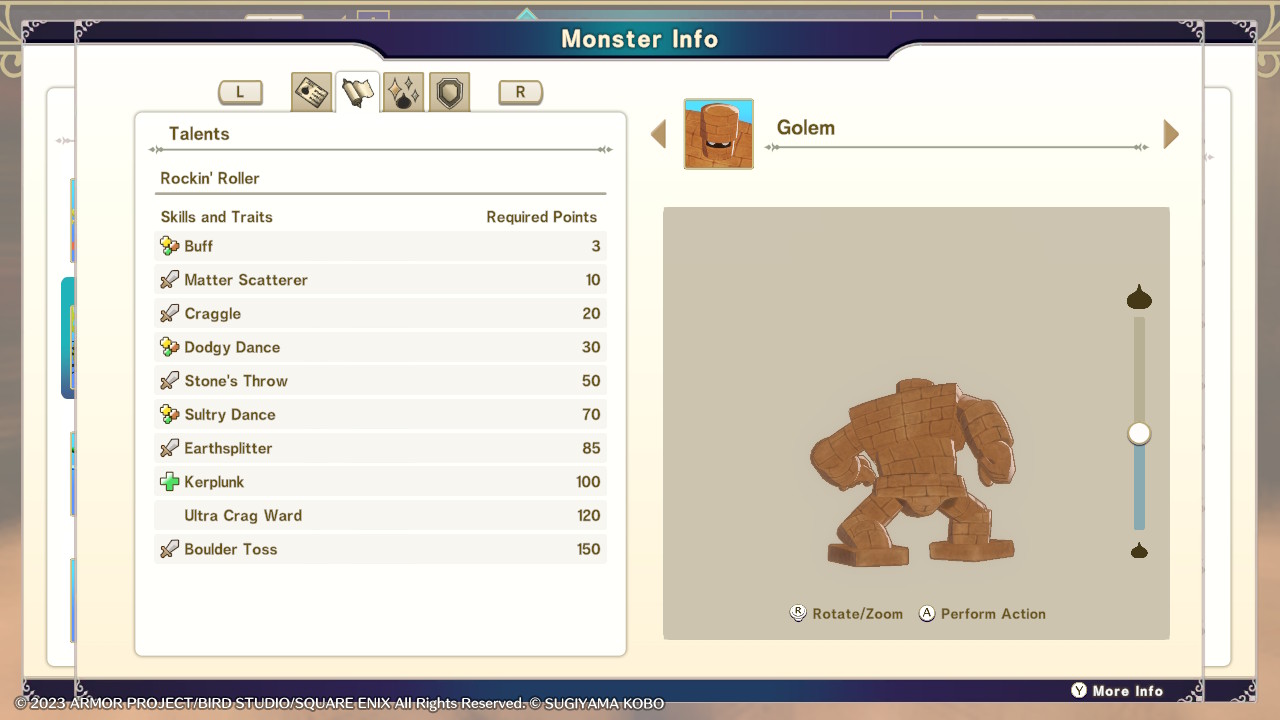 Monster Info
L
R
Talents
Rockin' Roller
Skills and Traits Required Points
Buff 3
Matter Scatterer 10
Craggle 20
Dodgy Dance 30
Stone's Throw 50
Sultry Dance 70
Earthsplitter 85
Kerplunk 100
Ultra Crag Ward 120
Boulder Toss 150
Golem
R Rotate/Zoom A Perform Action
Y More Info
© 2023 ARMOR PROJECT/BIRD STUDIO/SQUARE ENIX All Rights Reserved. © SUGIYAMA KOBO